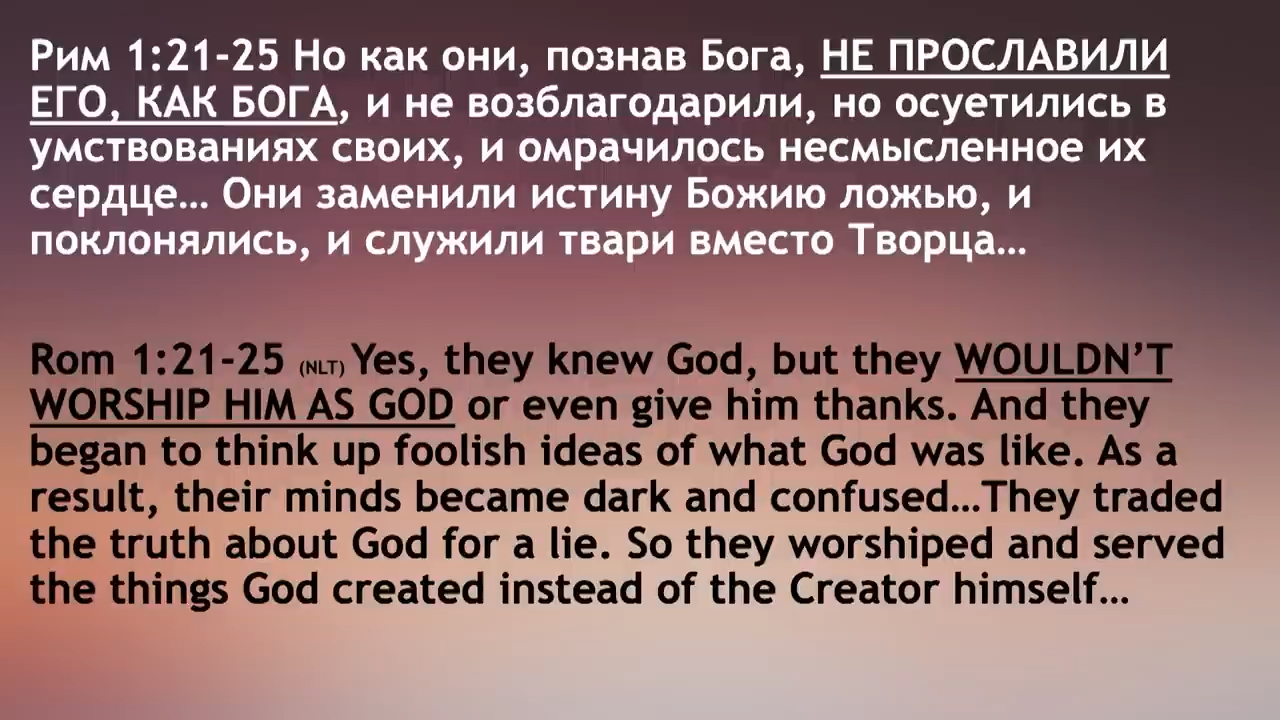 Рим 1:21-25 Но как они, познав Бога, НЕ ПРОСЛАВИЛИ
ЕГО, КАК БОГА, и не возблагодарили, но осуетились в
умствованиях своих, и омрачилось несмысленное их
сердце… Они заменили истину Божию ложью, и
поклонялись, и служили твари вместо Творца…
Rom 1:21-25 (NLT) Yes, they knew God, but they WOULDN’T
WORSHIP HIM AS GOD or even give him thanks. And they
began to think up foolish ideas of what God was like. As a
result, their minds became dark and confused…They traded
the truth about God for a lie. So they worshiped and served
the things God created instead of the Creator himself…